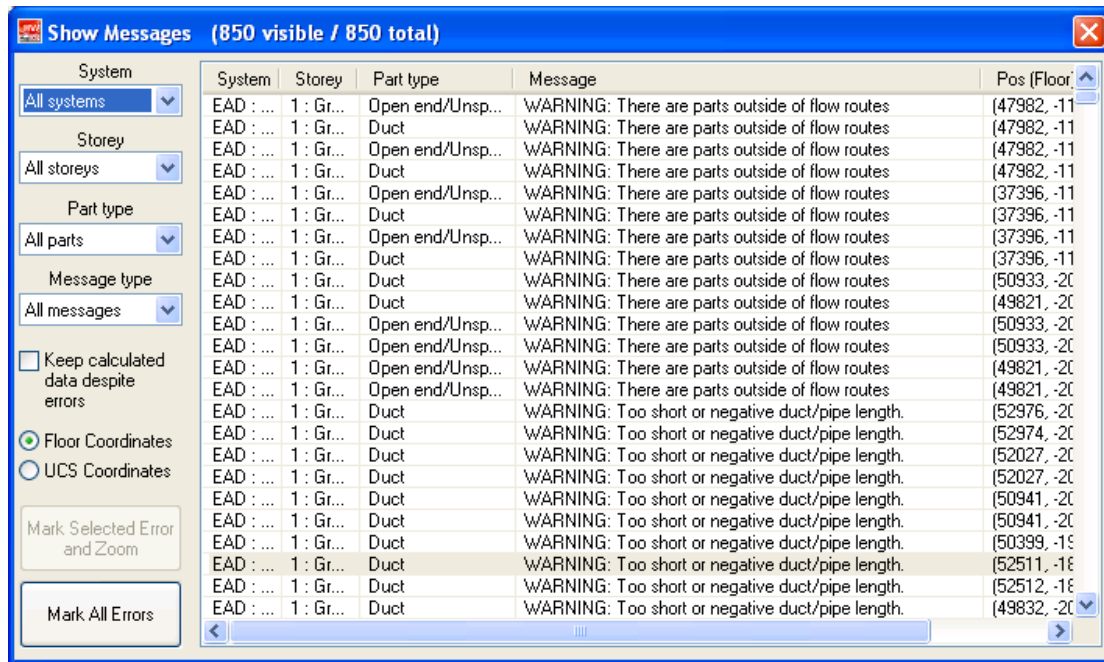 Show Messages (850 visible / 850 total)
System
All systems
Storey
All storeys
Part type
All parts
Message type
All messages
Keep calculated
data despite
errors
Floor Coordinates
UCS Coordinates
Mark Selected Error
and Zoom
Mark All Errors
System Storey Part type Message Pos (Floor)
EAD : ... 1 : Gr... Open end/Unsp... WARNING: There are parts outside of flow routes (47982, -11
EAD : ... 1 : Gr... Duct WARNING: There are parts outside of flow routes (47982, -11
EAD : ... 1 : Gr... Open end/Unsp... WARNING: There are parts outside of flow routes (47982, -11
EAD : ... 1 : Gr... Duct WARNING: There are parts outside of flow routes (47982, -11
EAD : ... 1 : Gr... Open end/Unsp... WARNING: There are parts outside of flow routes (37396, -11
EAD : ... 1 : Gr... Duct WARNING: There are parts outside of flow routes (37396, -11
EAD : ... 1 : Gr... Open end/Unsp... WARNING: There are parts outside of flow routes (37396, -11
EAD : ... 1 : Gr... Duct WARNING: There are parts outside of flow routes (37396, -11
EAD : ... 1 : Gr... Duct WARNING: There are parts outside of flow routes (50933, -20
EAD : ... 1 : Gr... Duct WARNING: There are parts outside of flow routes (49821, -20
EAD : ... 1 : Gr... Open end/Unsp... WARNING: There are parts outside of flow routes (50933, -20
EAD : ... 1 : Gr... Open end/Unsp... WARNING: There are parts outside of flow routes (50933, -20
EAD : ... 1 : Gr... Open end/Unsp... WARNING: There are parts outside of flow routes (49821, -20
EAD : ... 1 : Gr... Open end/Unsp... WARNING: There are parts outside of flow routes (49821, -20
EAD : ... 1 : Gr... Duct WARNING: Too short or negative duct/pipe length. (52976, -20
EAD : ... 1 : Gr... Duct WARNING: Too short or negative duct/pipe length. (52974, -20
EAD : ... 1 : Gr... Duct WARNING: Too short or negative duct/pipe length. (52027, -20
EAD : ... 1 : Gr... Duct WARNING: Too short or negative duct/pipe length. (52027, -20
EAD : ... 1 : Gr... Duct WARNING: Too short or negative duct/pipe length. (50941, -20
EAD : ... 1 : Gr... Duct WARNING: Too short or negative duct/pipe length. (50941, -20
EAD : ... 1 : Gr... Duct WARNING: Too short or negative duct/pipe length. (50399, -19
EAD : ... 1 : Gr... Duct WARNING: Too short or negative duct/pipe length. (52511, -18
EAD : ... 1 : Gr... Duct WARNING: Too short or negative duct/pipe length. (52512, -18
EAD : ... 1 : Gr... Duct WARNING: Too short or negative duct/pipe length. (49832, -20